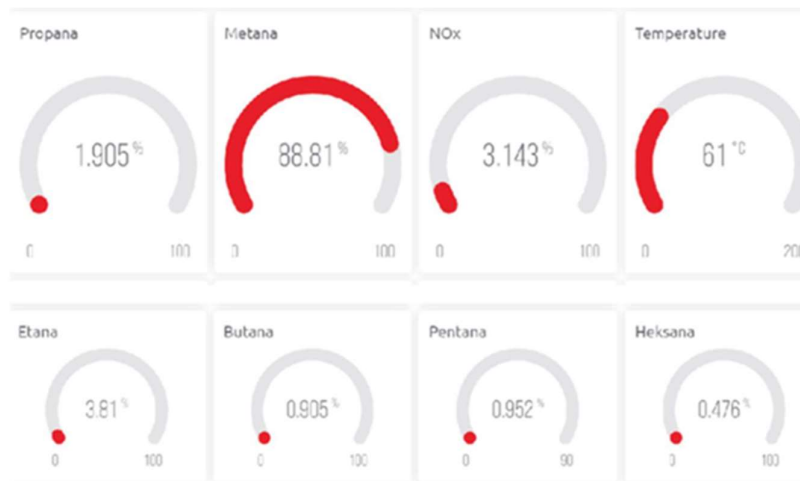 Propana
1.905 %
0 100
Metana
88.81 %
0 100
NOx
3.143 %
0 100
Temperature
61 °C
0 200
Etana
3.81 %
0 100
Butana
0.905 %
0 100
Pentana
0.952 %
0 90
Heksana
0.476 %
0 100